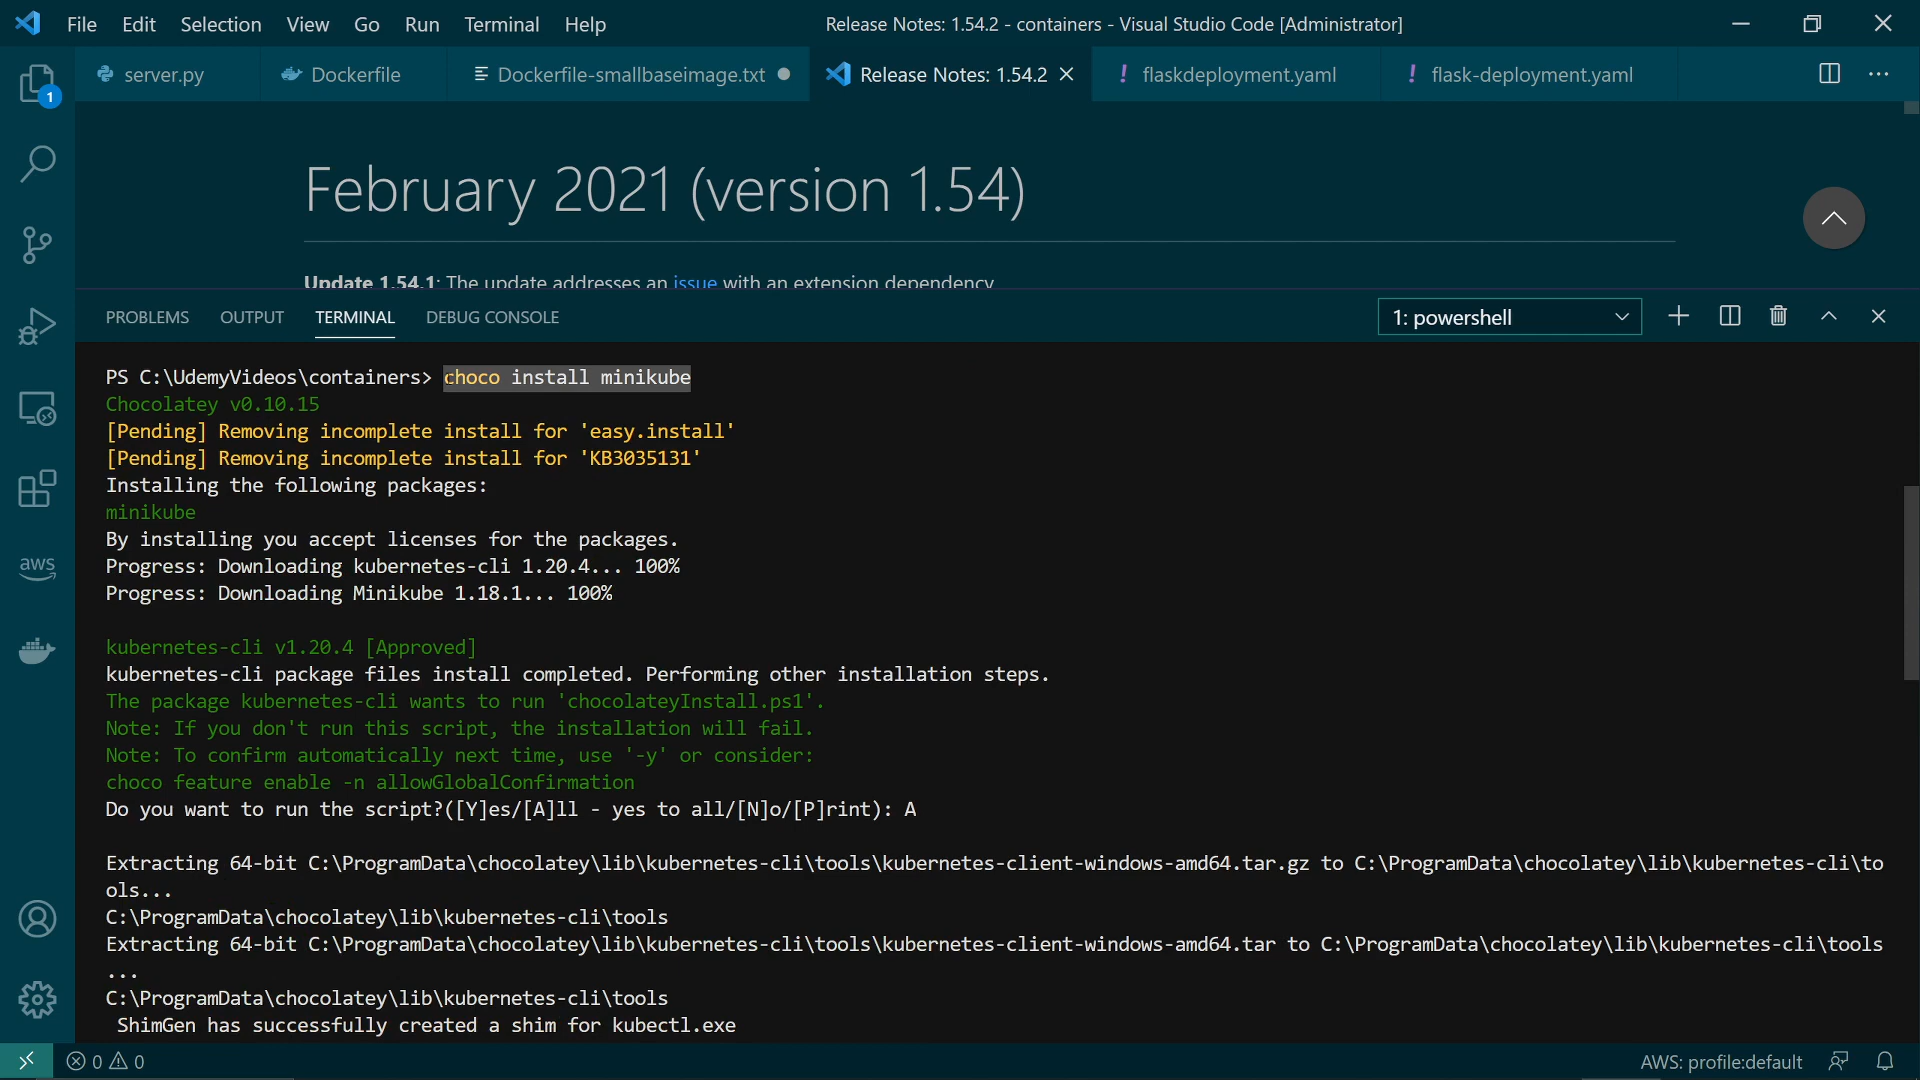 File Edit Selection View Go Run Terminal Help
Release Notes: 1.54.2 - containers - Visual Studio Code [Administrator]
server.py
Dockerfile
Dockerfile-smallbaseimage.txt
Release Notes: 1.54.2
! flaskdeployment.yaml
! flask-deployment.yaml
1
February 2021 (version 1.54)
Update 1.54.1: The update addresses an issue with an extension dependency
PROBLEMS OUTPUT TERMINAL DEBUG CONSOLE
1: powershell
PS C:\UdemyVideos\containers> choco install minikube
Chocolatey v0.10.15
[Pending] Removing incomplete install for 'easy.install'
[Pending] Removing incomplete install for 'KB3035131'
Installing the following packages:
minikube
By installing you accept licenses for the packages.
Progress: Downloading kubernetes-cli 1.20.4... 100%
Progress: Downloading Minikube 1.18.1... 100%
kubernetes-cli v1.20.4 [Approved]
kubernetes-cli package files install completed. Performing other installation steps.
The package kubernetes-cli wants to run 'chocolateyInstall.ps1'.
Note: If you don't run this script, the installation will fail.
Note: To confirm automatically next time, use '-y' or consider:
choco feature enable -n allowGlobalConfirmation
Do you want to run the script?([Y]es/[A]ll - yes to all/[N]o/[P]rint): A
Extracting 64-bit C:\ProgramData\chocolatey\lib\kubernetes-cli\tools\kubernetes-client-windows-amd64.tar.gz to C:\ProgramData\chocolatey\lib\kubernetes-cli\to
ols...
C:\ProgramData\chocolatey\lib\kubernetes-cli\tools
Extracting 64-bit C:\ProgramData\chocolatey\lib\kubernetes-cli\tools\kubernetes-client-windows-amd64.tar to C:\ProgramData\chocolatey\lib\kubernetes-cli\tools
...
C:\ProgramData\chocolatey\lib\kubernetes-cli\tools
ShimGen has successfully created a shim for kubectl.exe
aws
0 0
AWS: profile:default